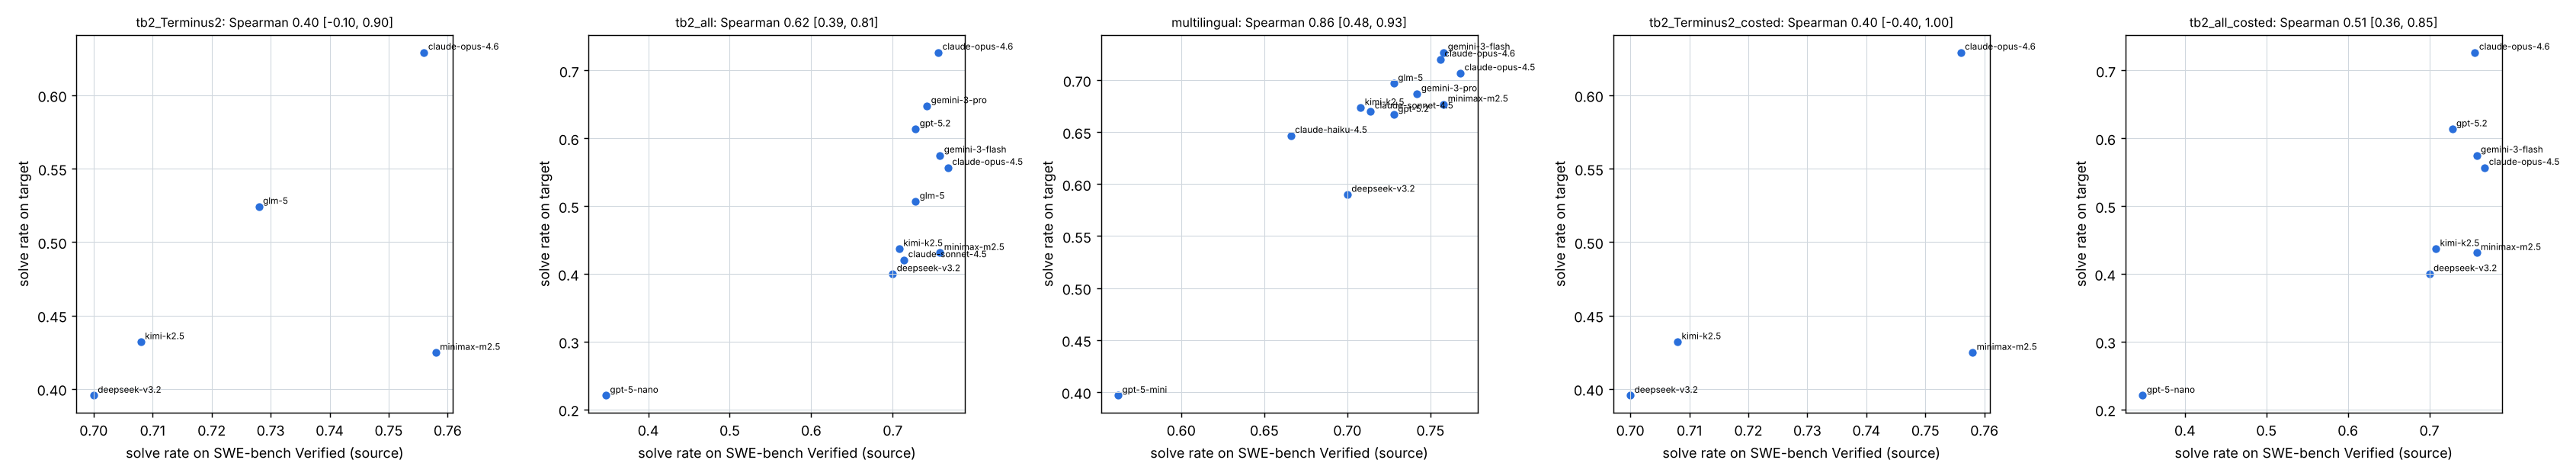 tb2_Terminus2: Spearman 0.40 [-0.10, 0.90]
solve rate on target
0.60
0.55
0.50
0.45
0.40
claude-opus-4.6
glm-5
kimi-k2.5
minimax-m2.5
deepseek-v3.2
0.70 0.71 0.72 0.73 0.74 0.75 0.76
solve rate on SWE-bench Verified (source)
tb2_all: Spearman 0.62 [0.39, 0.81]
solve rate on target
0.7
0.6
0.5
0.4
0.3
0.2
claude-opus-4.6
gemini-3-pro
gpt-5.2
gemini-3-flash
claude-opus-4.5
glm-5
kimi-k2.5
minimax-m2.5
claude-sonnet-4.5
deepseek-v3.2
gpt-5-nano
0.4 0.5 0.6 0.7
solve rate on SWE-bench Verified (source)
multilingual: Spearman 0.86 [0.48, 0.93]
solve rate on target
0.70
0.65
0.60
0.55
0.50
0.45
0.40
gemini-3-flash
claude-opus-4.6
claude-opus-4.5
glm-5
gemini-3-pro
minimax-m2.5
kimi-k2.5
claude-sonnet-4.5
gpt-5.2
claude-haiku-4.5
deepseek-v3.2
gpt-5-mini
0.60 0.65 0.70 0.75
solve rate on SWE-bench Verified (source)
tb2_Terminus2_costed: Spearman 0.40 [-0.40, 1.00]
solve rate on target
0.60
0.55
0.50
0.45
0.40
claude-opus-4.6
kimi-k2.5
minimax-m2.5
deepseek-v3.2
0.70 0.71 0.72 0.73 0.74 0.75 0.76
solve rate on SWE-bench Verified (source)
tb2_all_costed: Spearman 0.51 [0.36, 0.85]
solve rate on target
0.7
0.6
0.5
0.4
0.3
0.2
claude-opus-4.6
gpt-5.2
gemini-3-flash
claude-opus-4.5
kimi-k2.5
minimax-m2.5
deepseek-v3.2
gpt-5-nano
0.4 0.5 0.6 0.7
solve rate on SWE-bench Verified (source)